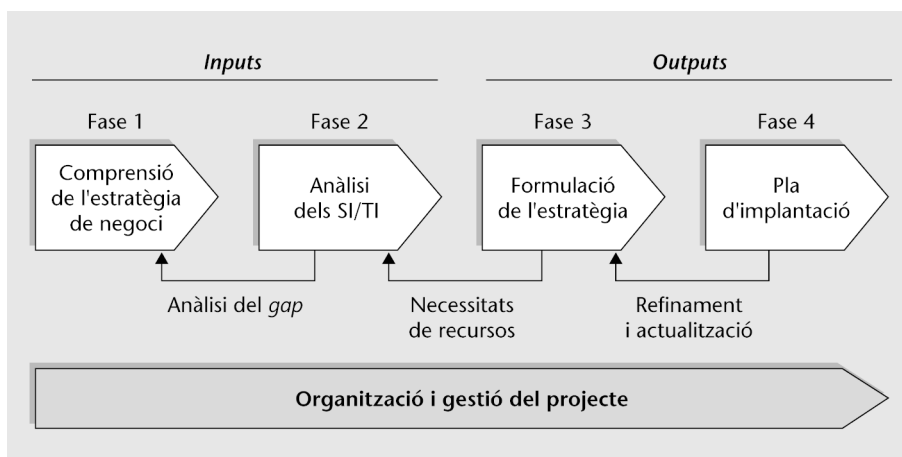 Inputs
Outputs
Fase 1
Fase 2
Fase 3
Fase 4
Comprensió
de l'estratègia
de negoci
Anàlisi
dels SI/TI
Formulació
de l'estratègia
Pla
d'implantació
Anàlisi del gap
Necessitats
de recursos
Refinament
i actualització
Organització i gestió del projecte